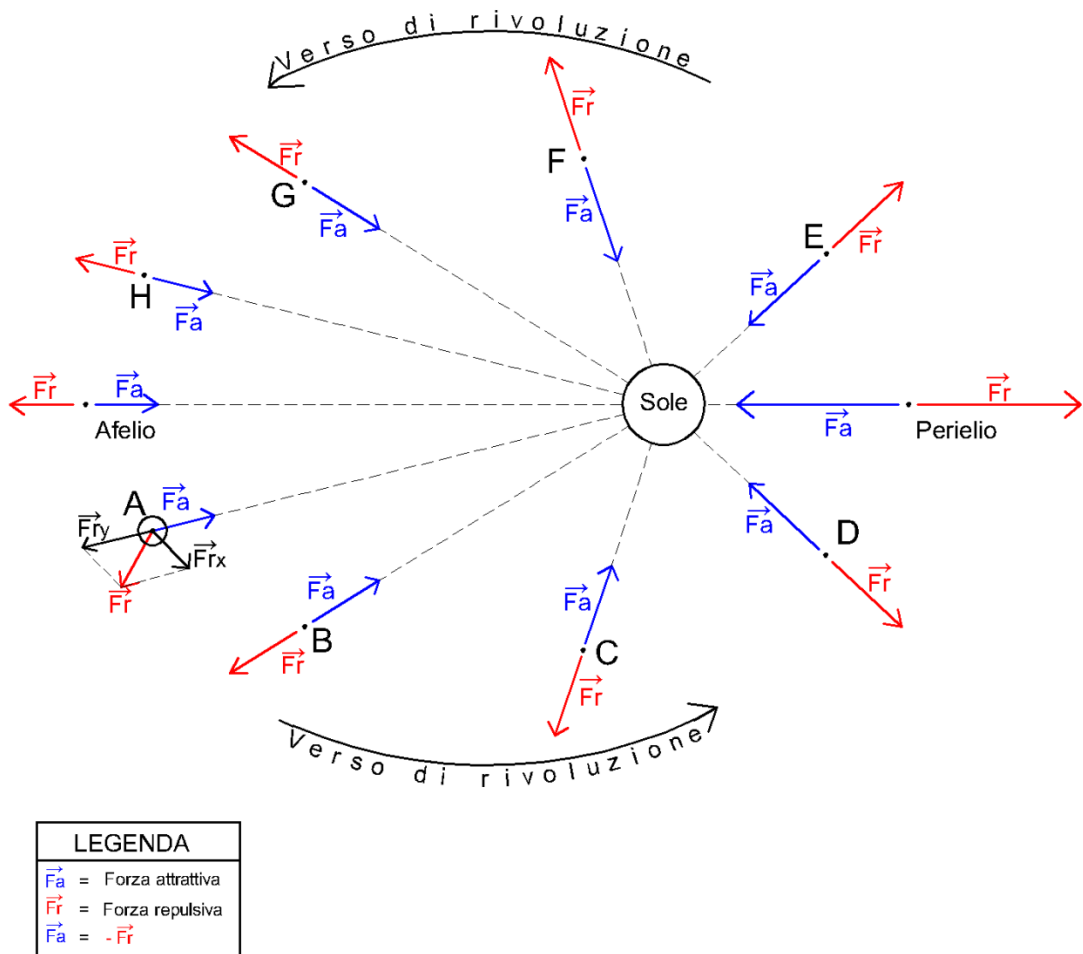 Verso di rivoluzione
Fr
F
Fa
Fr
G
Fa
E
Fr
Fa
Fr
H
Fa
Fr
Fa
Afelio
Sole
Fr
Fa
Perielio
A
Fa
Fry
Frx
Fr
Fa
B
Fr
Fa
C
Fr
Fa
D
Fr
Verso di rivoluzione
LEGENDA
Fa = Forza attrattiva
Fr = Forza repulsiva
Fa = - Fr